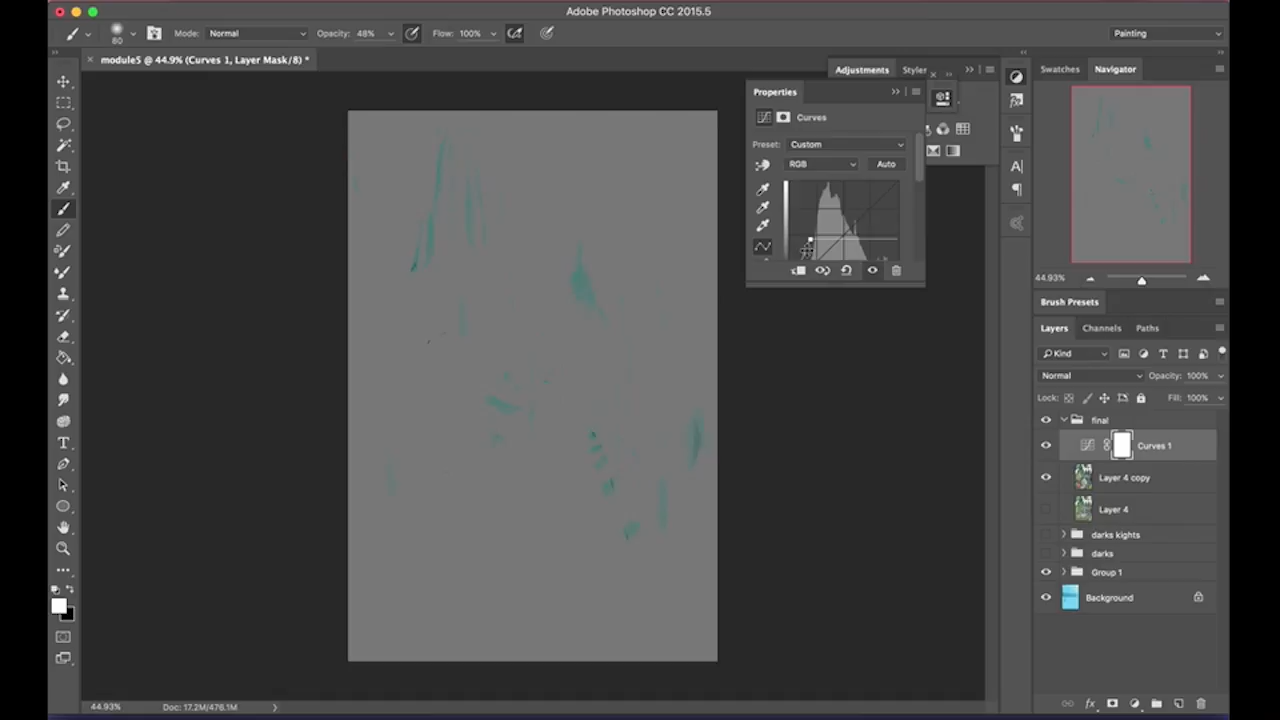 Adobe Photoshop CC 2015.5
80
Mode: Normal
Opacity: 48%
Flow: 100%
Painting
module5 @ 44.9% (Curves 1, Layer Mask/8) *
Adjustments
Styles
Swatches
Navigator
Properties
Curves
Preset: Custom
RGB
Auto
44.93%
Brush Presets
Layers
Channels
Paths
Kind
Normal
Opacity: 100%
Lock:
Fill: 100%
final
Curves 1
Layer 4 copy
Layer 4
darks kights
darks
Group 1
Background
44.93%
Doc: 17.2M/476.1M
fx